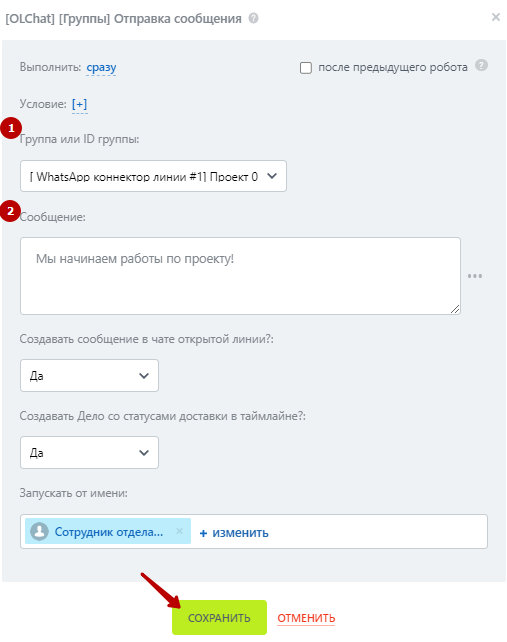 [OLChat] [Группы] Отправка сообщения ?
Выполнить: сразу
после предыдущего робота ?
Условие: [+]
1
Группа или ID группы:
[ WhatsApp коннектор линии #1] Проект 0
2
Сообщение:
Мы начинаем работы по проекту!
Создавать сообщение в чате открытой линии?:
Да
Создавать Дело со статусами доставки в таймлайне?:
Да
Запускать от имени:
Сотрудник отдела... × + изменить
СОХРАНИТЬ ОТМЕНИТЬ